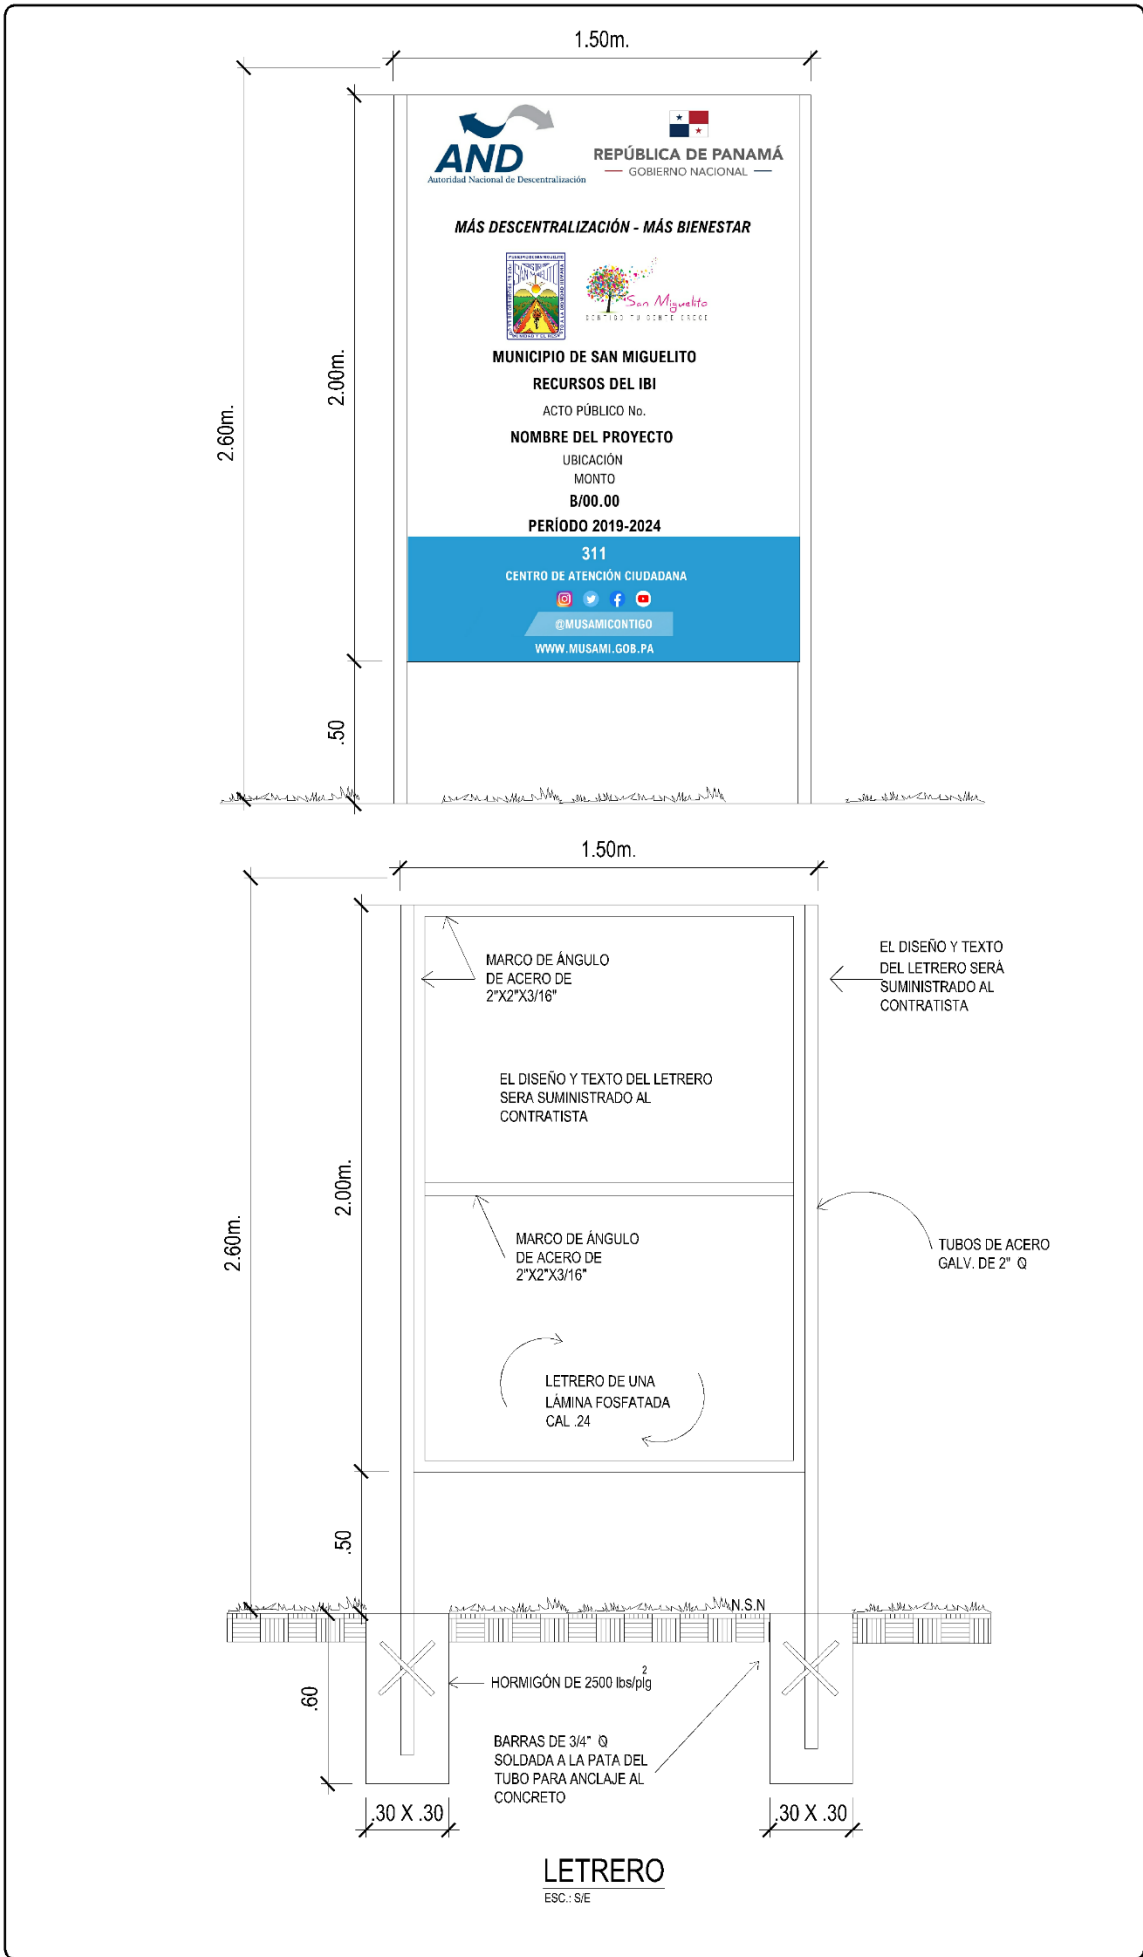 1.50m.
AND
Autoridad Nacional de Descentralización
REPÚBLICA DE PANAMÁ
GOBIERNO NACIONAL
MÁS DESCENTRALIZACIÓN - MÁS BIENESTAR
SAN MIGUELITO
San Miguelito
CONTIGO TU GENTE CRECE
MUNICIPIO DE SAN MIGUELITO
RECURSOS DEL IBI
ACTO PÚBLICO No.
NOMBRE DEL PROYECTO
UBICACIÓN
MONTO
B/00.00
PERÍODO 2019-2024
311
CENTRO DE ATENCIÓN CIUDADANA
@MUSAMICONTIGO
WWW.MUSAMI.GOB.PA
2.00m.
2.60m.
.50
1.50m.
MARCO DE ÁNGULO
DE ACERO DE
2"X2"X3/16"
EL DISEÑO Y TEXTO
DEL LETRERO SERÁ
SUMINISTRADO AL
CONTRATISTA
EL DISEÑO Y TEXTO DEL LETRERO
SERA SUMINISTRADO AL
CONTRATISTA
2.00m.
2.60m.
MARCO DE ÁNGULO
DE ACERO DE
2"X2"X3/16"
TUBOS DE ACERO
GALV. DE 2" Q
LETRERO DE UNA
LÁMINA FOSFATADA
CAL .24
.50
N.S.N
HORMIGÓN DE 2500 lbs/plg2
.60
BARRAS DE 3/4" Q
SOLDADA A LA PATA DEL
TUBO PARA ANCLAJE AL
CONCRETO
.30 X .30
.30 X .30
LETRERO
ESC.: S/E